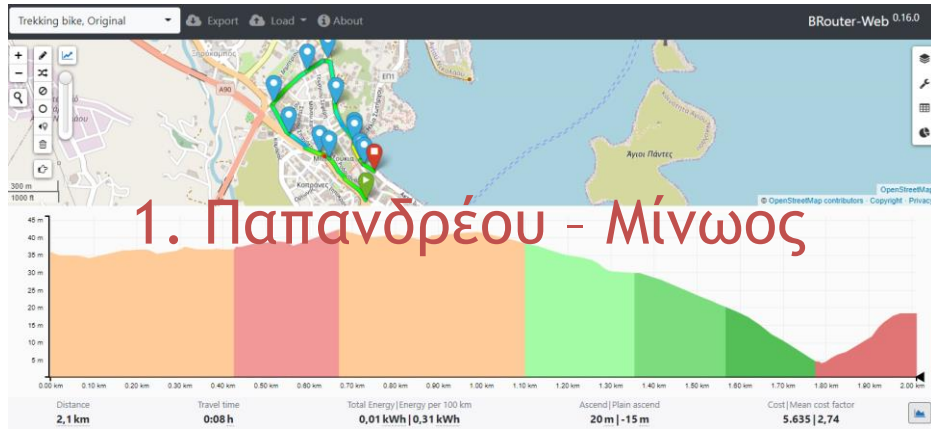 Trekking bike, Original
Export
Load
About
BRouter-Web 0.16.0
+
-
A90
ΕΠ1
Κοπράνες
Άγιοι Πάντες
300 m
1000 ft
OpenStreetMap
© OpenStreetMap contributors · Copyright · Privacy
1. Παπανδρέου – Μίνωος
45 m
40 m
35 m
30 m
25 m
20 m
15 m
10 m
5 m
0.00 km 0.10 km 0.20 km 0.30 km 0.40 km 0.50 km 0.60 km 0.70 km 0.80 km 0.90 km 1.00 km 1.10 km 1.20 km 1.30 km 1.40 km 1.50 km 1.60 km 1.70 km 1.80 km 1.90 km 2.00 km
Distance
2,1 km
Travel time
0:08 h
Total Energy|Energy per 100 km
0,01 kWh|0,31 kWh
Ascend|Plain ascend
20 m|-15 m
Cost|Mean cost factor
5.635|2,74